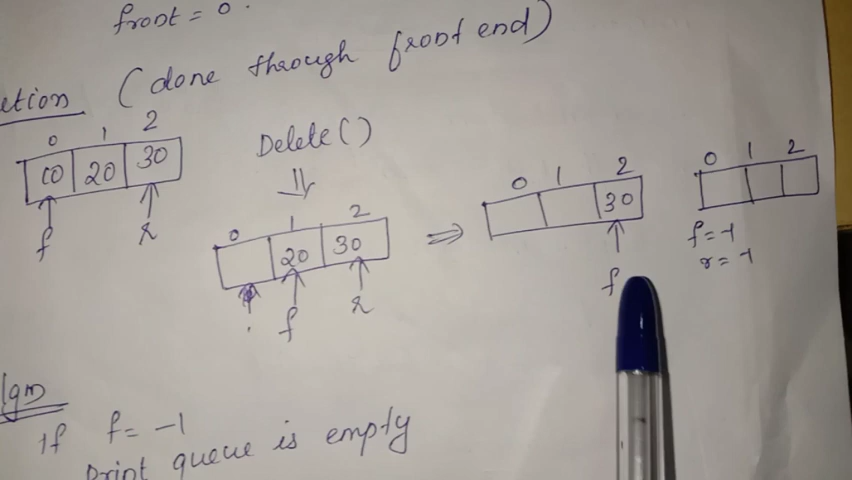 front = 0.
etion (done through front end)
0 1 2
10 20 30
f r
Delete()
0 1 2
20 30
f r
0 1 2
30
f
0 1 2
f = -1
r = -1
lgm
If f = -1
Print queue is empty